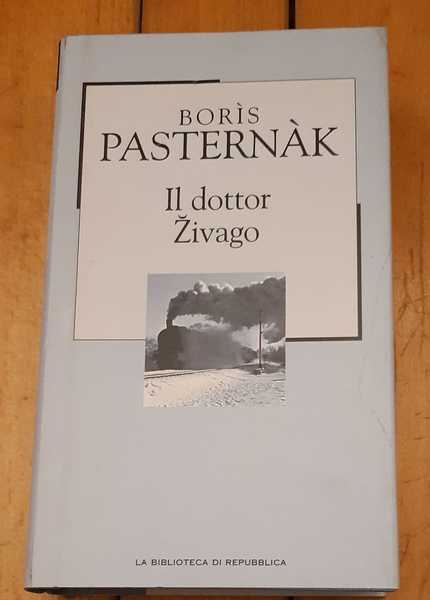 BORÌS
PASTERNÀK
Il dottor
Živago
LA BIBLIOTECA DI REPUBBLICA